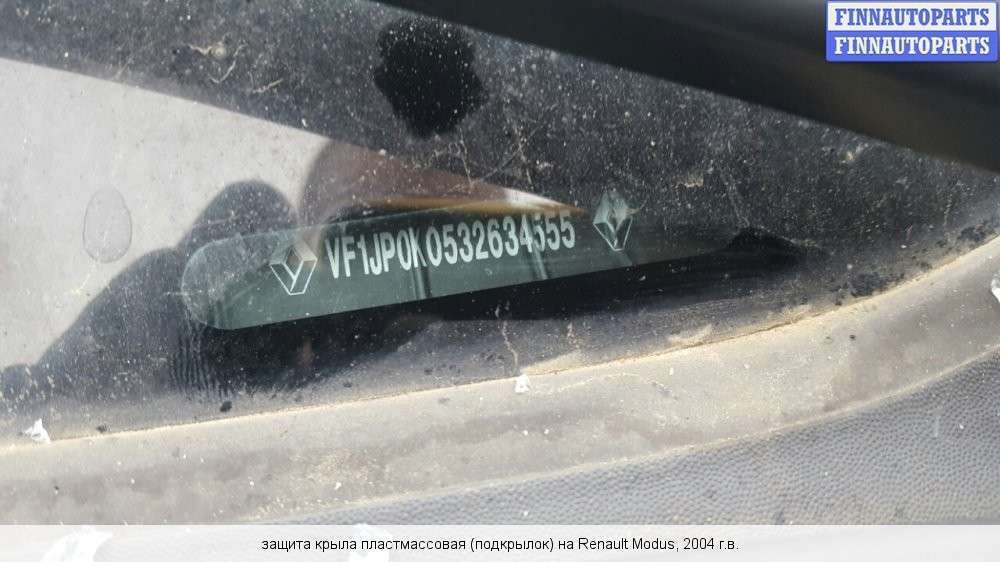 FINNAUTOPARTS
FINNAUTOPARTS
VF1JP0K0532634555
защита крыла пластмассовая (подкрылок) на Renault Modus, 2004 г.в.